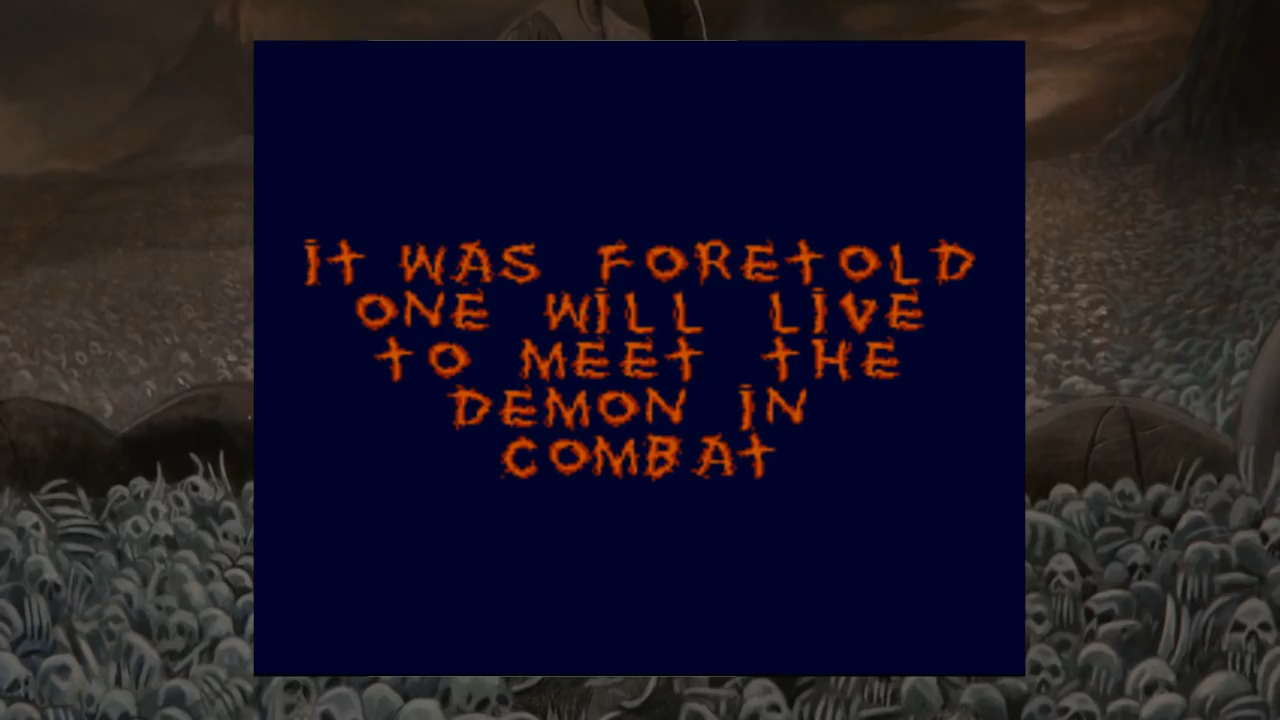 IT WAS FORETOLD
ONE WILL LIVE
TO MEET THE
DEMON IN
COMBAT